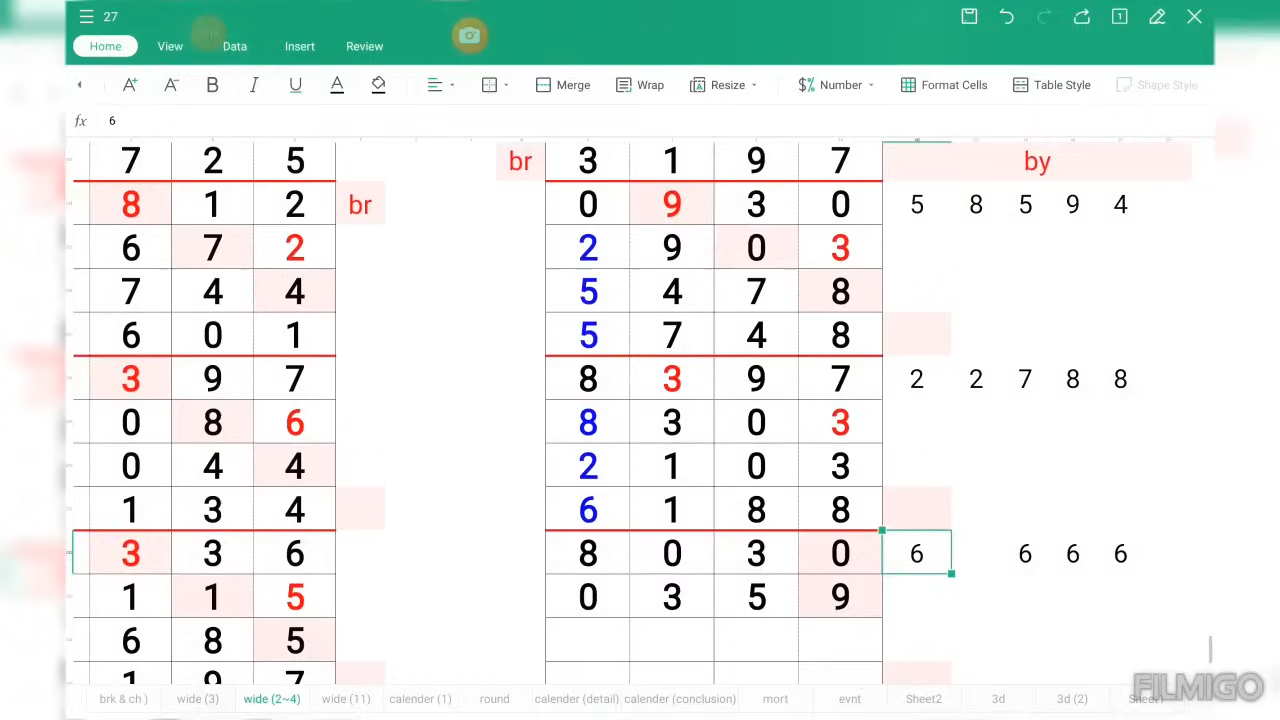 27
Home View Data Insert Review
A+ A- B I U A Merge Wrap Resize $% Number Format Cells Table Style Shape Style
fx 6
7 2 5 br 3 1 9 7 by
8 1 2 br 0 9 3 0 5 8 5 9 4
6 7 2 2 9 0 3
7 4 4 5 4 7 8
6 0 1 5 7 4 8
3 9 7 8 3 9 7 2 2 7 8 8
0 8 6 8 3 0 3
0 4 4 2 1 0 3
1 3 4 6 1 8 8
3 3 6 8 0 3 0 6 6 6 6
1 1 5 0 3 5 9
6 8 5
1 9 7
brk & ch ) wide (3) wide (2~4) wide (11) calender (1) round calender (detail) calender (conclusion) mort evnt Sheet2 3d 3d (2) Sheet1
FILMIGO